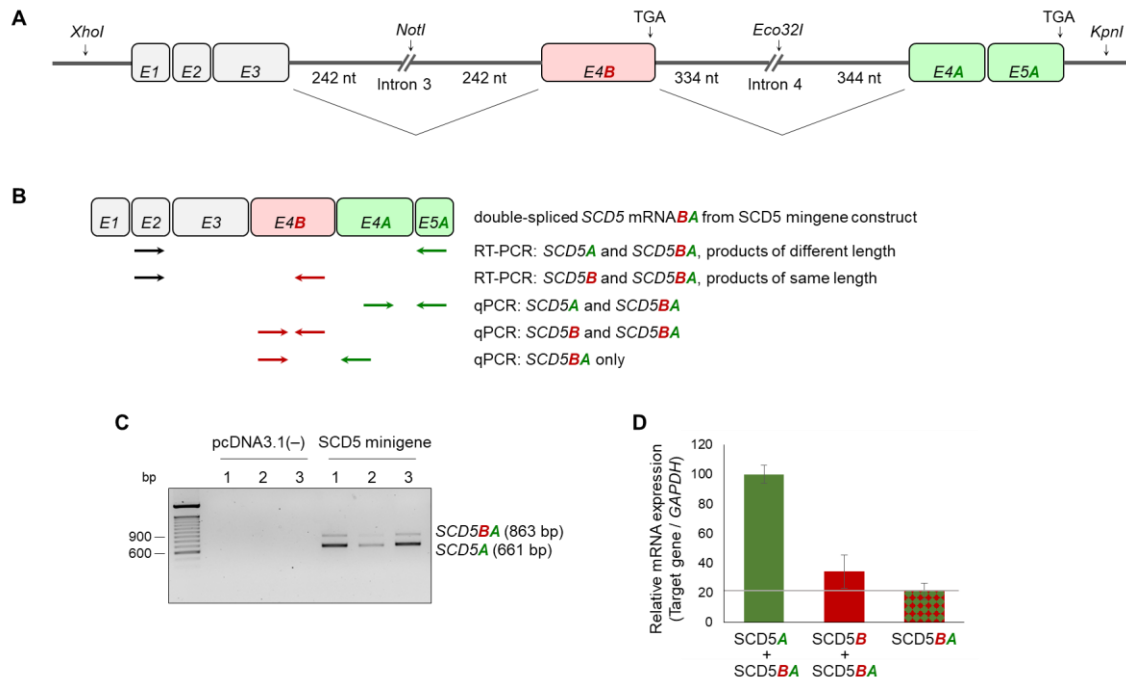 A
XhoI
NotI
TGA
Eco32I
TGA
KpnI
E1 E2 E3 E4B E4A E5A
242 nt 242 nt 334 nt 344 nt
Intron 3 Intron 4
B
E1 E2 E3 E4B E4A E5A
double-spliced SCD5 mRNABA from SCD5 mingene construct
RT-PCR: SCD5A and SCD5BA, products of different length
RT-PCR: SCD5B and SCD5BA, products of same length
qPCR: SCD5A and SCD5BA
qPCR: SCD5B and SCD5BA
qPCR: SCD5BA only
C
pcDNA3.1(–) SCD5 minigene
bp 1 2 3 1 2 3
900
600
SCD5BA (863 bp)
SCD5A (661 bp)
D
Relative mRNA expression
(Target gene / GAPDH)
120
100
80
60
40
20
0
SCD5A
+
SCD5BA
SCD5B
+
SCD5BA
SCD5BA